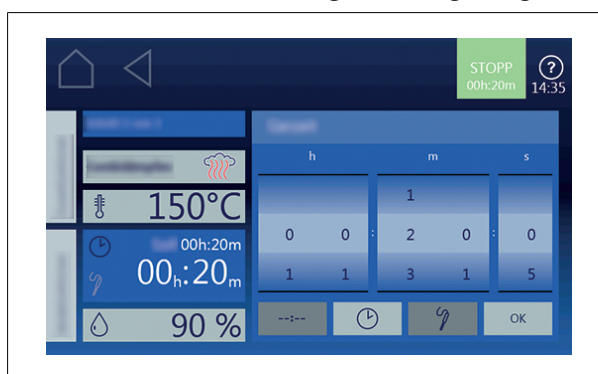 STOPP
00h:20m
?
14:35
h m s
150°C
00h:20m
00h:20m
90 %
1
0 0 : 2 0 : 0
1 1 3 1 5
--:--
OK